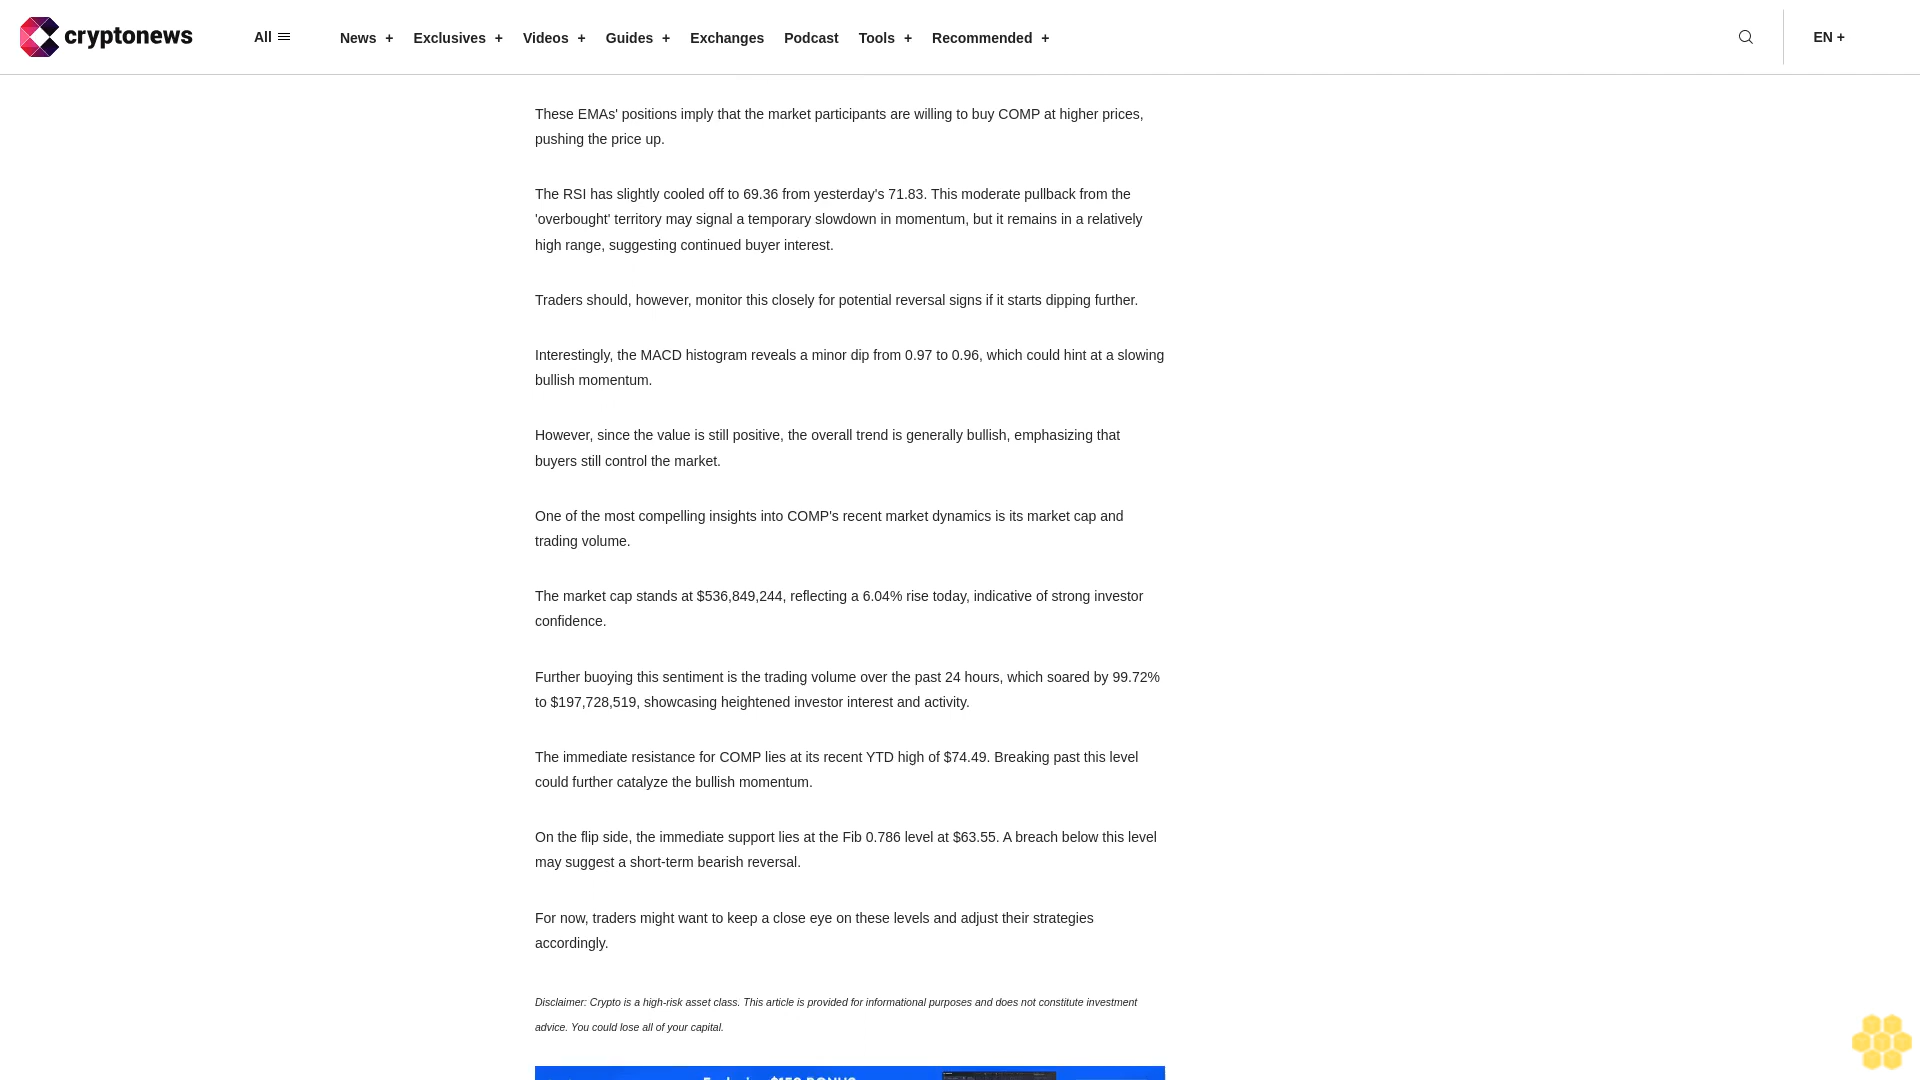 cryptonews
All
News +
Exclusives +
Videos +
Guides +
Exchanges
Podcast
Tools +
Recommended +
EN +
These EMAs' positions imply that the market participants are willing to buy COMP at higher prices,
pushing the price up.
The RSI has slightly cooled off to 69.36 from yesterday's 71.83. This moderate pullback from the
'overbought' territory may signal a temporary slowdown in momentum, but it remains in a relatively
high range, suggesting continued buyer interest.
Traders should, however, monitor this closely for potential reversal signs if it starts dipping further.
Interestingly, the MACD histogram reveals a minor dip from 0.97 to 0.96, which could hint at a slowing
bullish momentum.
However, since the value is still positive, the overall trend is generally bullish, emphasizing that
buyers still control the market.
One of the most compelling insights into COMP's recent market dynamics is its market cap and
trading volume.
The market cap stands at $536,849,244, reflecting a 6.04% rise today, indicative of strong investor
confidence.
Further buoying this sentiment is the trading volume over the past 24 hours, which soared by 99.72%
to $197,728,519, showcasing heightened investor interest and activity.
The immediate resistance for COMP lies at its recent YTD high of $74.49. Breaking past this level
could further catalyze the bullish momentum.
On the flip side, the immediate support lies at the Fib 0.786 level at $63.55. A breach below this level
may suggest a short-term bearish reversal.
For now, traders might want to keep a close eye on these levels and adjust their strategies
accordingly.
Disclaimer: Crypto is a high-risk asset class. This article is provided for informational purposes and does not constitute investment
advice. You could lose all of your capital.